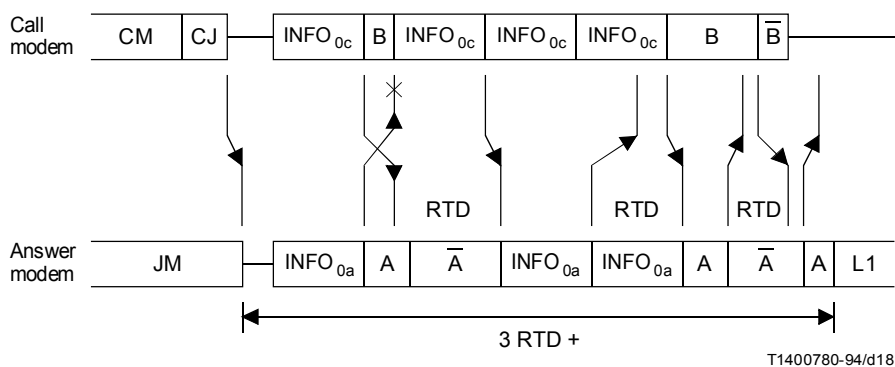 Call modem
CM CJ INFO0c B INFO0c INFO0c INFO0c B B̅
RTD RTD RTD
Answer modem
JM INFO0a A A̅ INFO0a INFO0a A A̅ A L1
3 RTD +
T1400780-94/d18